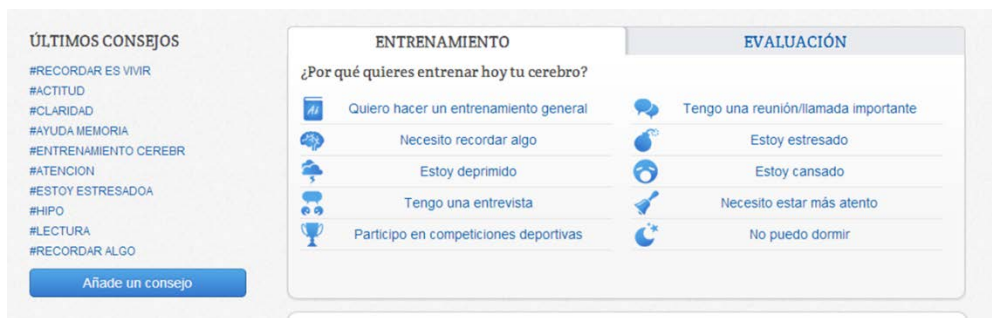 ÚLTIMOS CONSEJOS
#RECORDAR ES VIVIR
#ACTITUD
#CLARIDAD
#AYUDA MEMORIA
#ENTRENAMIENTO CEREBR
#ATENCION
#ESTOY ESTRESADOA
#HIPO
#LECTURA
#RECORDAR ALGO
Añade un consejo
ENTRENAMIENTO
EVALUACIÓN
¿Por qué quieres entrenar hoy tu cerebro?
Quiero hacer un entrenamiento general
Tengo una reunión/llamada importante
Necesito recordar algo
Estoy estresado
Estoy deprimido
Estoy cansado
Tengo una entrevista
Necesito estar más atento
Participo en competiciones deportivas
No puedo dormir